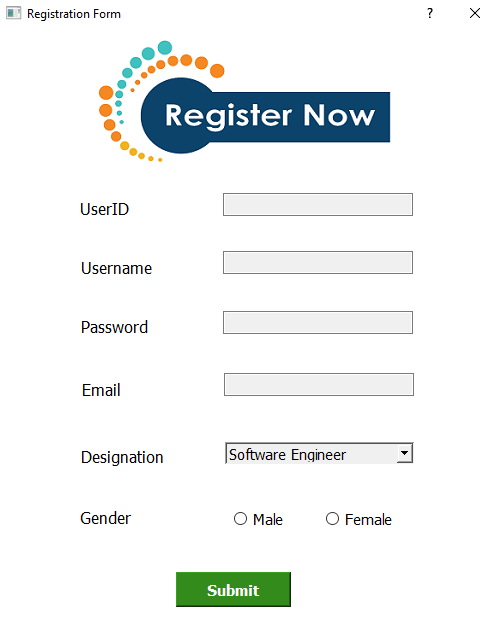 Registration Form
?
Register Now
UserID
Username
Password
Email
Designation Software Engineer
Gender Male Female
Submit